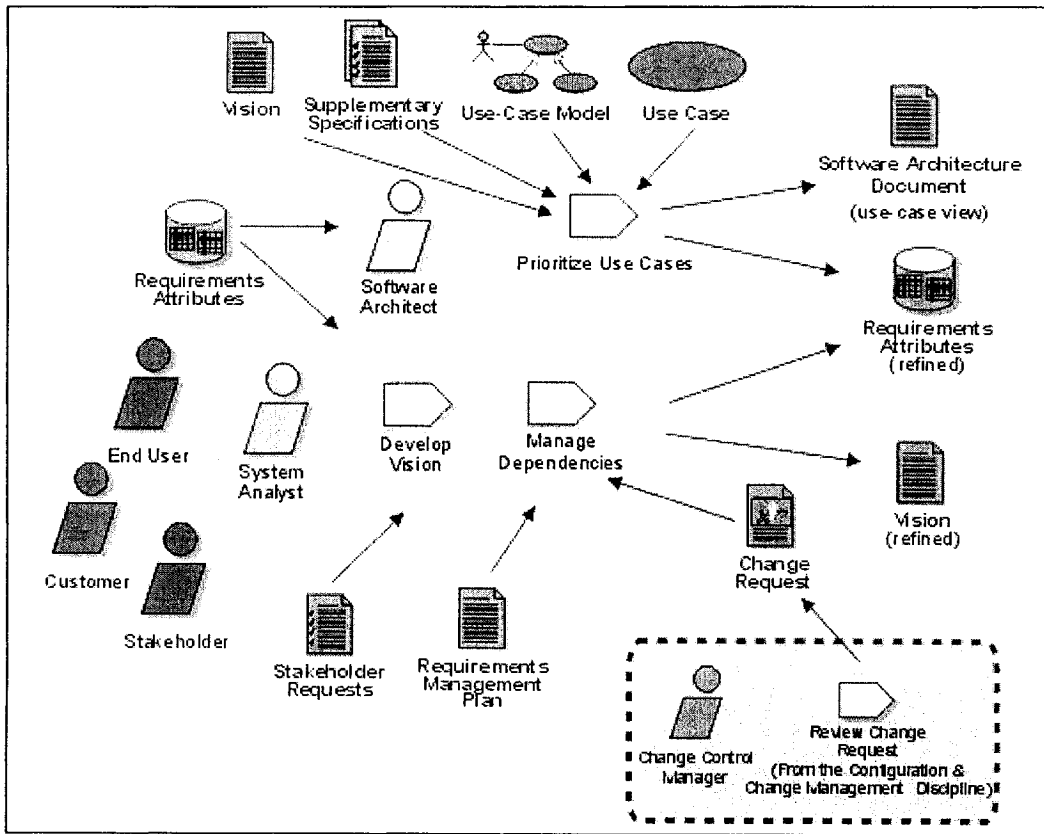 Vision
Supplementary
Specifications
Use-Case Model
Use Case
Software Architecture
Document
(use-case view)
Requirements
Attributes
Software
Architect
Prioritize Use Cases
Requirements
Attributes
(refined)
End User
System
Analyst
Develop
Vision
Manage
Dependencies
Vision
(refined)
Customer
Stakeholder
Stakeholder
Requests
Requirements
Management
Plan
Change
Request
Change Control
Manager
Review Change
Request
(From the Configuration &
Change Management Discipline)